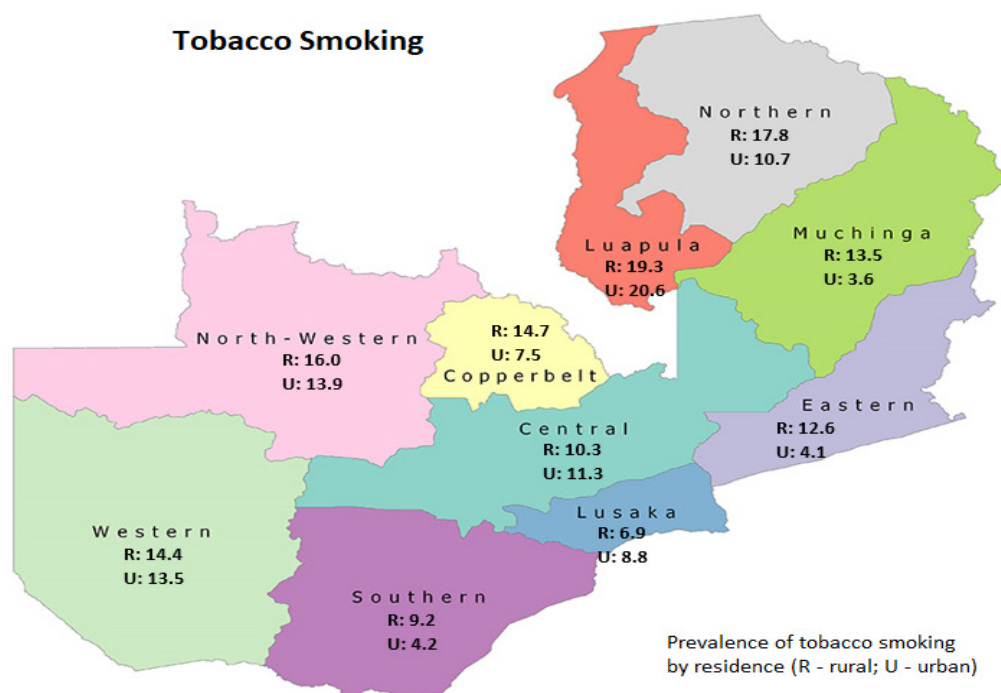 Tobacco Smoking
Northern
R: 17.8
U: 10.7
Muchinga
R: 13.5
U: 3.6
Luapula
R: 19.3
U: 20.6
North-Western
R: 16.0
U: 13.9
R: 14.7
U: 7.5
Copperbelt
Eastern
R: 12.6
U: 4.1
Central
R: 10.3
U: 11.3
Lusaka
R: 6.9
U: 8.8
Western
R: 14.4
U: 13.5
Southern
R: 9.2
U: 4.2
Prevalence of tobacco smoking
by residence (R - rural; U - urban)